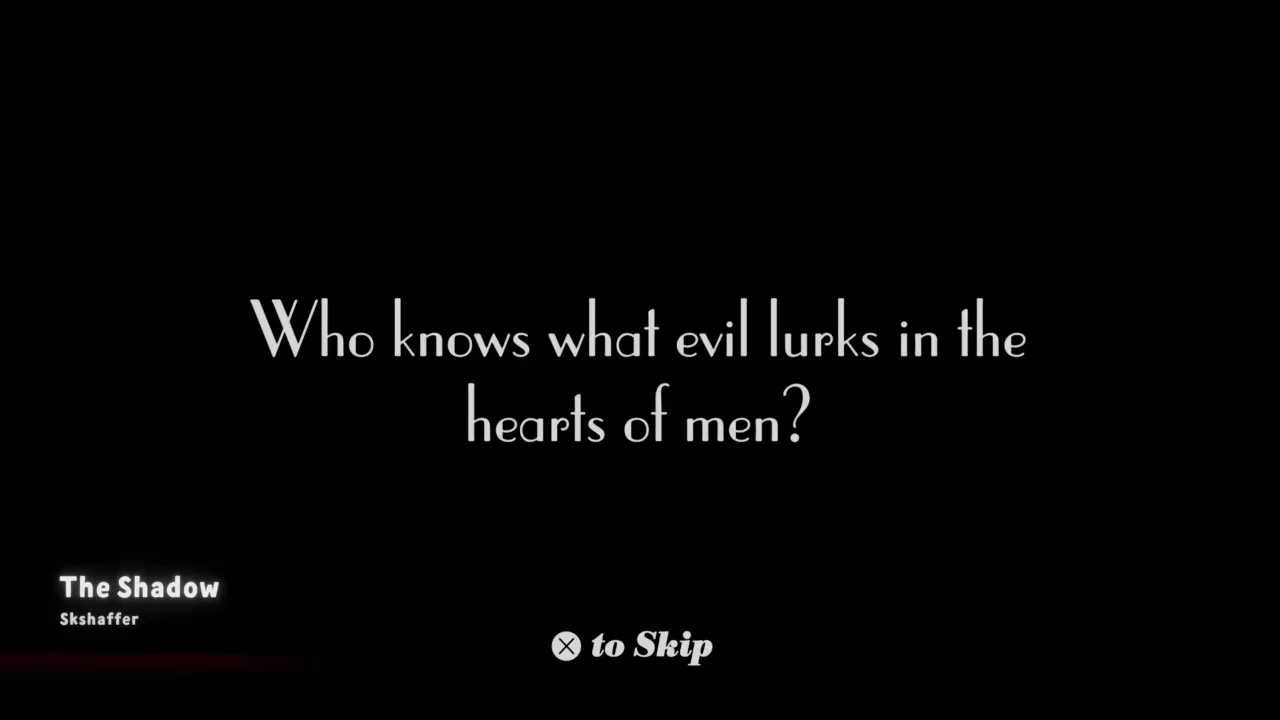 Who knows what evil lurks in the
hearts of men?
The Shadow
Skshaffer
to Skip